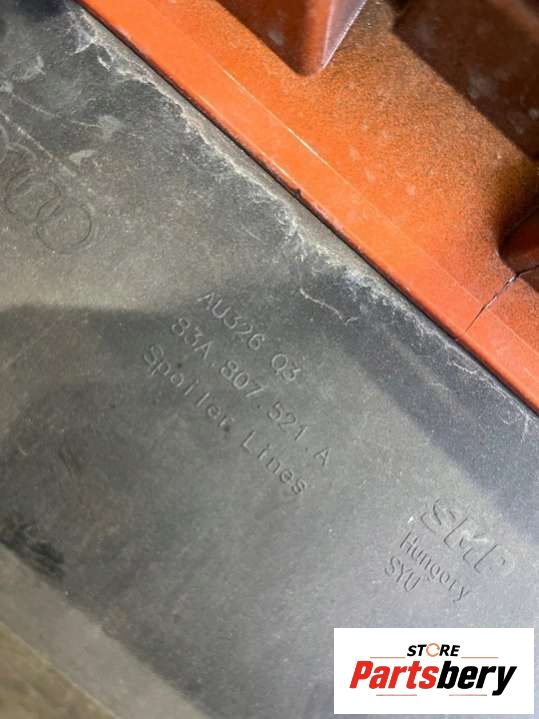 AU326 Q3
83A.807.521.A
Spoiler Lines
SMP
Hungary
SYU
STORE
Partsbery